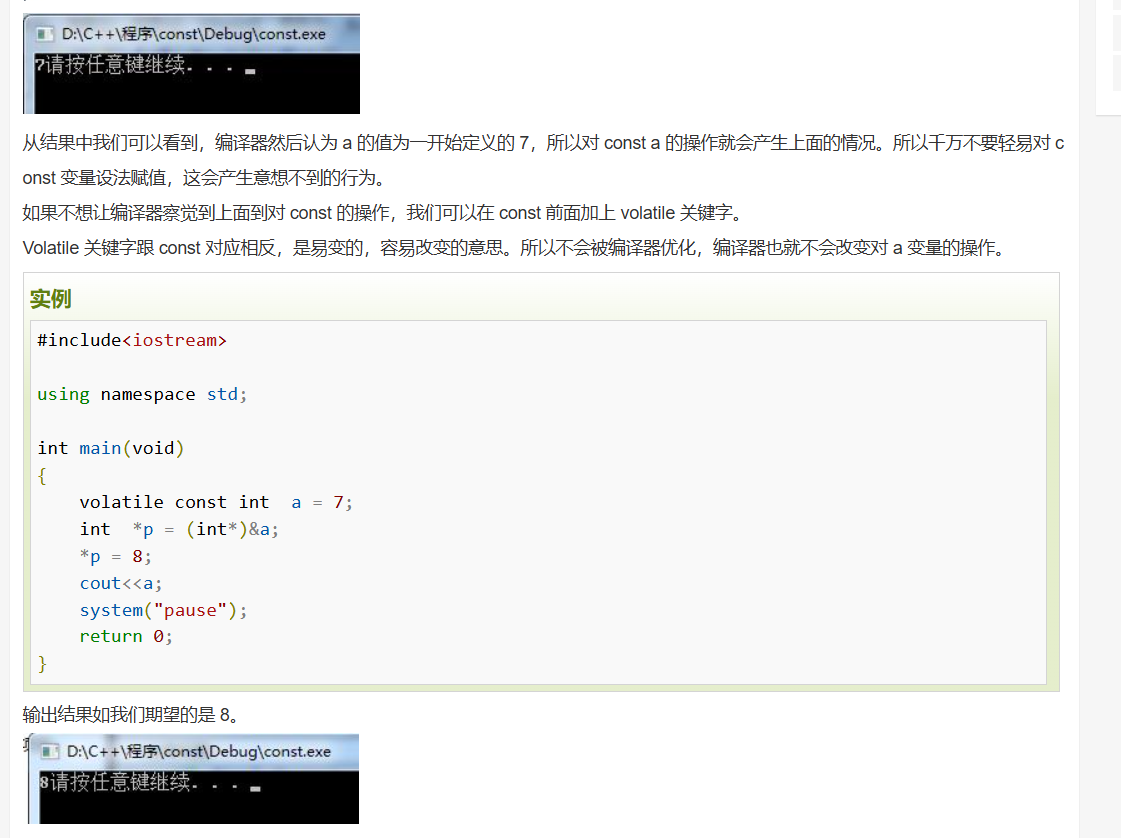 D:\C++\程序\const\Debug\const.exe
7请按任意键继续. . .
从结果中我们可以看到，编译器然后认为 a 的值为一开始定义的 7，所以对 const a 的操作就会产生上面的情况。所以千万不要轻易对 c
onst 变量设法赋值，这会产生意想不到的行为。
如果不想让编译器察觉到上面到对 const 的操作，我们可以在 const 前面加上 volatile 关键字。
Volatile 关键字跟 const 对应相反，是易变的，容易改变的意思。所以不会被编译器优化，编译器也就不会改变对 a 变量的操作。
实例
#include<iostream>
using namespace std;
int main(void)
{
    volatile const int  a = 7;
    int  *p = (int*)&a;
    *p = 8;
    cout<<a;
    system("pause");
    return 0;
}
输出结果如我们期望的是 8。
D:\C++\程序\const\Debug\const.exe
8请按任意键继续. . .